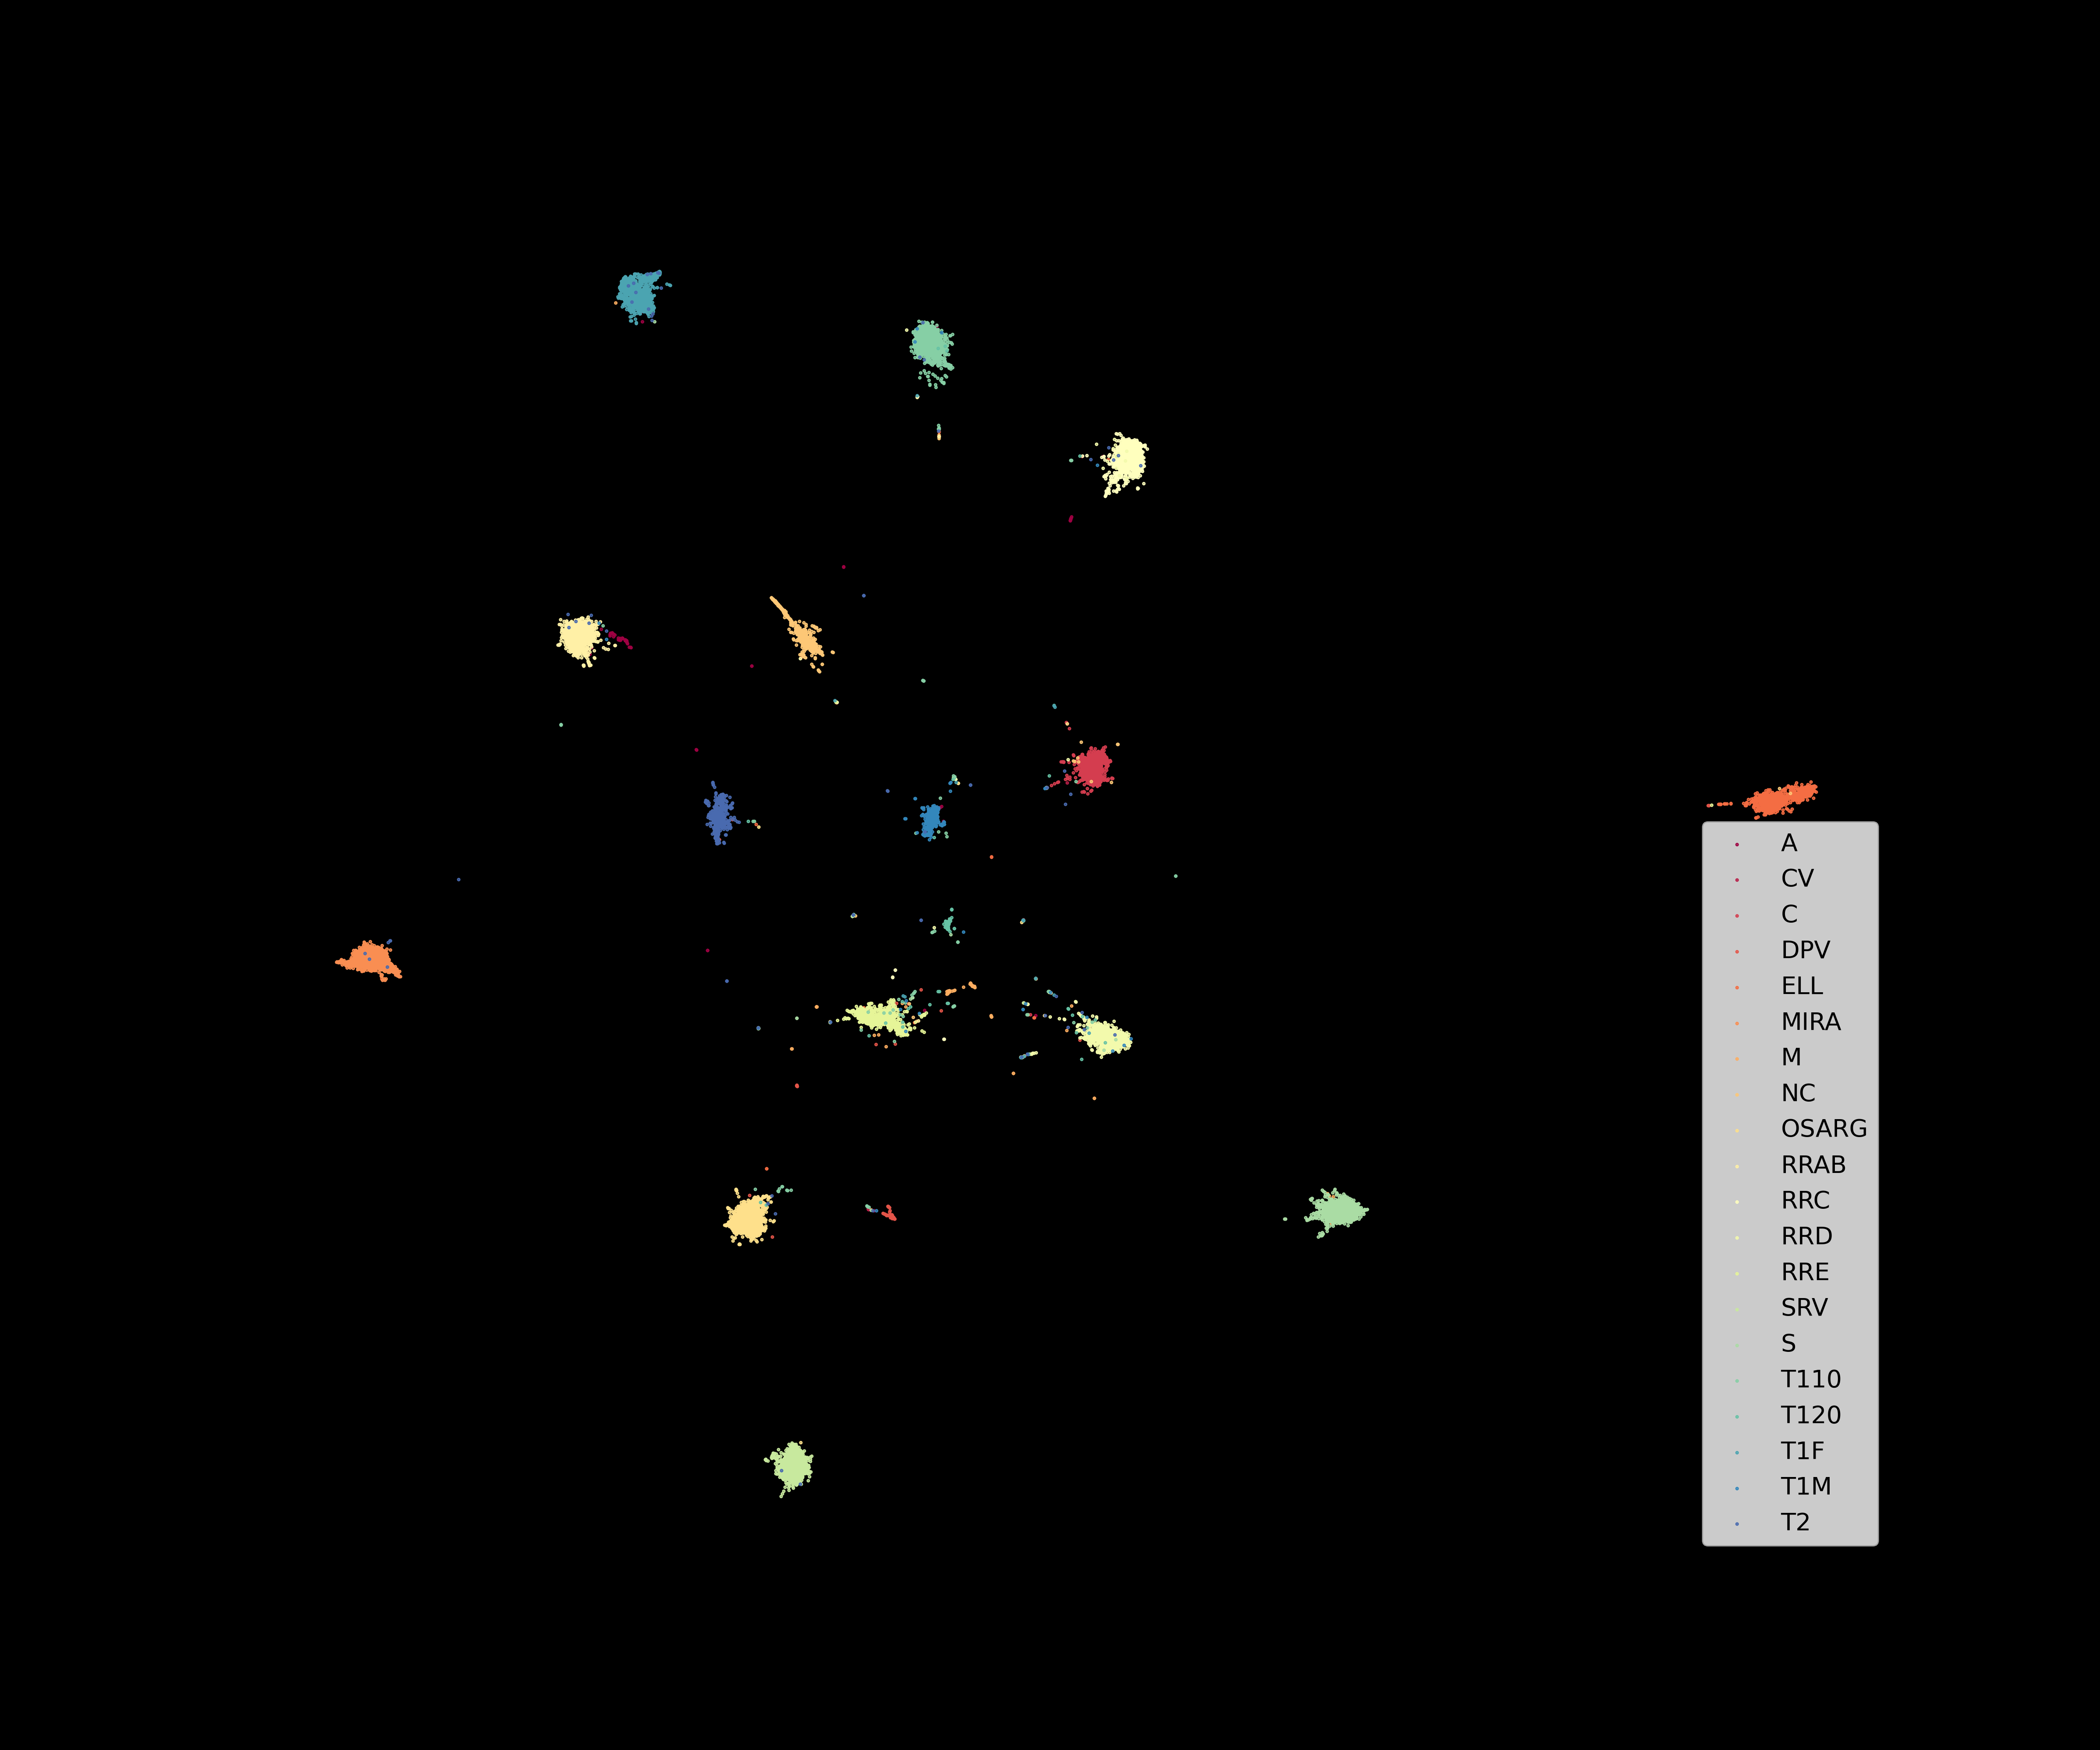 A
CV
C
DPV
ELL
MIRA
M
NC
OSARG
RRAB
RRC
RRD
RRE
SRV
S
T110
T120
T1F
T1M
T2